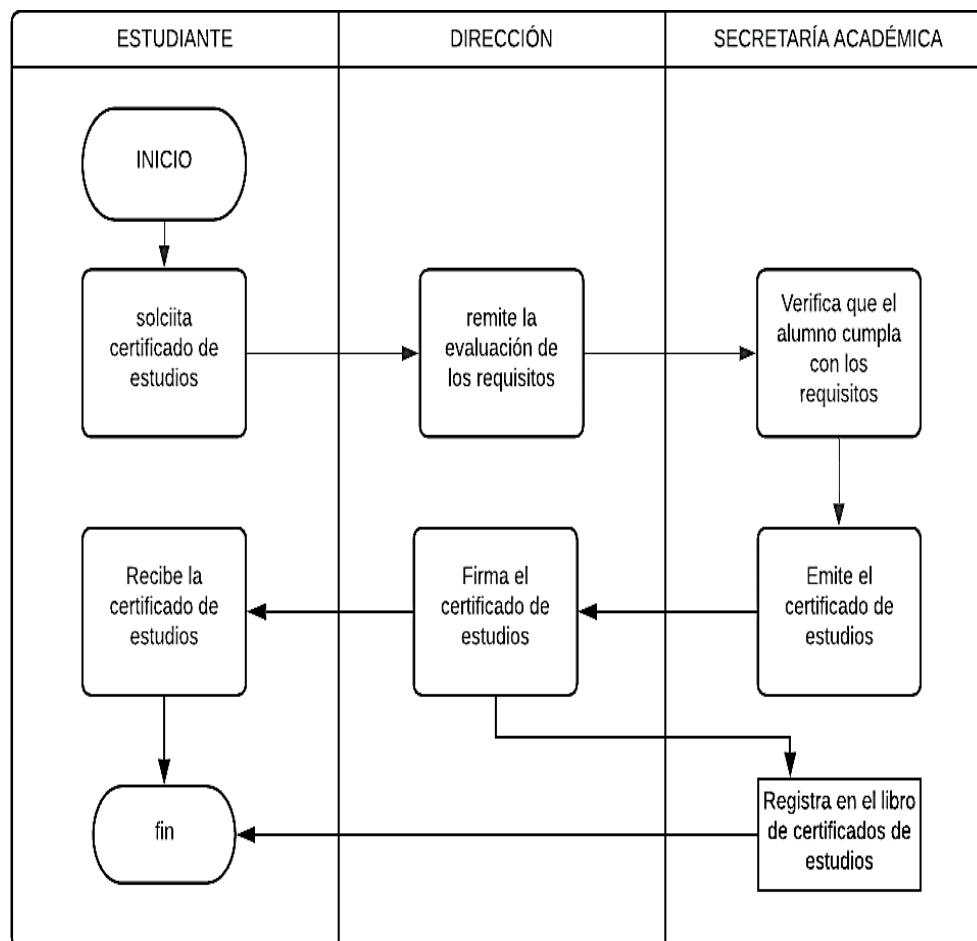 ESTUDIANTE
DIRECCIÓN
SECRETARÍA ACADÉMICA
INICIO
solciita
certificado de
estudios
remite la
evaluación de
los requisitos
Verifica que el
alumno cumpla
con los
requisitos
Recibe la
certificado de
estudios
Firma el
certificado de
estudios
Emite el
certificado de
estudios
fin
Registra en el libro
de certificados de
estudios